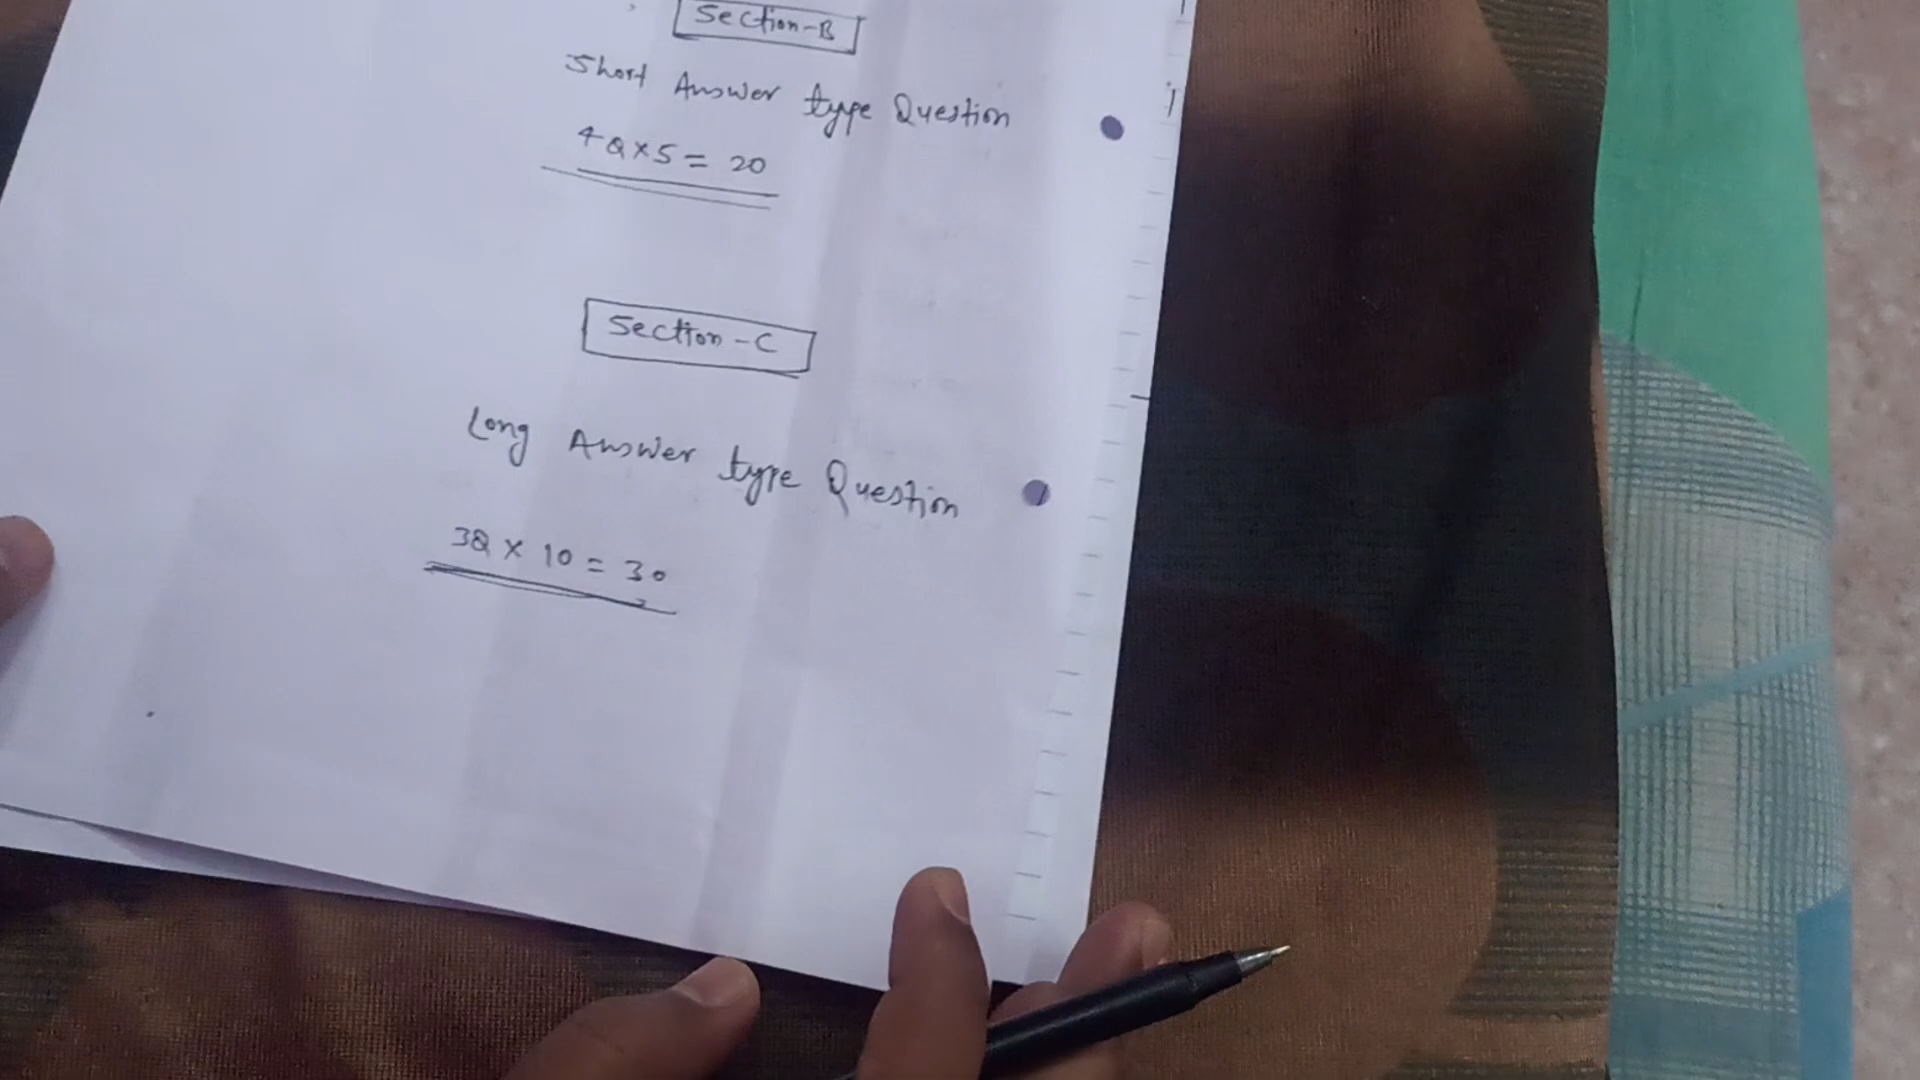 Section-B
Short Answer type Question
4Q×5 = 20
Section-C
Long Answer type Question
3Q × 10 = 30